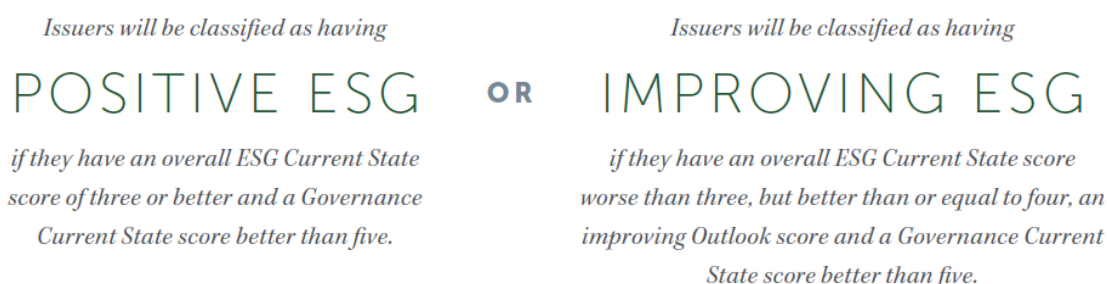 Issuers will be classified as having
POSITIVE ESG
if they have an overall ESG Current State
score of three or better and a Governance
Current State score better than five.
OR
Issuers will be classified as having
IMPROVING ESG
if they have an overall ESG Current State score
worse than three, but better than or equal to four, an
improving Outlook score and a Governance Current
State score better than five.